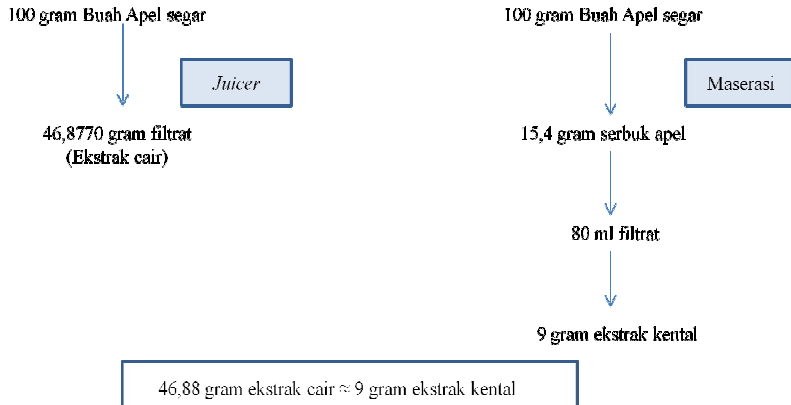 100 gram Buah Apel segar
Juicer
46,8770 gram filtrat
(Ekstrak cair)
100 gram Buah Apel segar
Maserasi
15,4 gram serbuk apel
80 ml filtrat
9 gram ekstrak kental
46,88 gram ekstrak cair ≈ 9 gram ekstrak kental